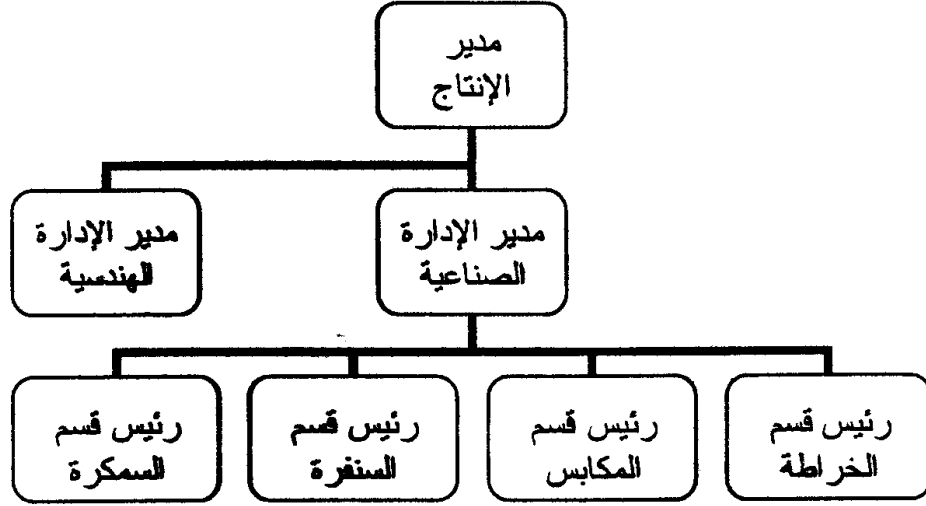 مدير
الإنتاج
مدير الإدارة
الصناعية
مدير الإدارة
الهندسية
رئيس قسم
الخراطة
رئيس قسم
المكابس
رئيس قسم
السنفرة
رئيس قسم
السمكرة